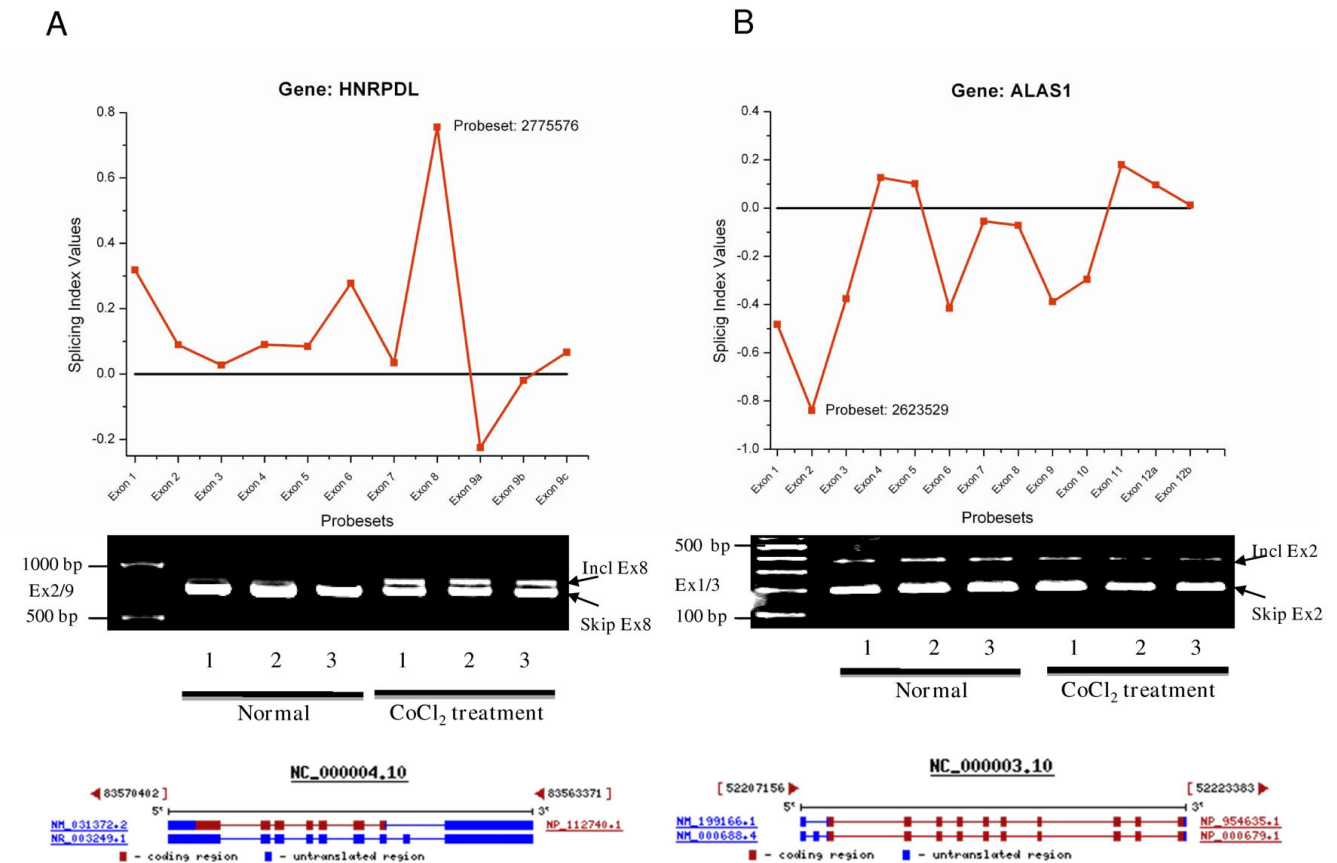 A
Gene: HNRPDL
0.8
0.6
0.4
0.2
0.0
-0.2
Splicing Index Values
Probeset: 2775576
Exon 1
Exon 2
Exon 3
Exon 4
Exon 5
Exon 6
Exon 7
Exon 8
Exon 9a
Exon 9b
Exon 9c
Probesets
1000 bp
Ex2/9
500 bp
Incl Ex8
Skip Ex8
1 2 3 1 2 3
Normal CoCl₂ treatment
NC_000004.10
83570402 ] 83563371 ]
5' 3'
NM_031372.2 NP_112740.1
NR_003249.1
- coding region - untranslated region
B
Gene: ALAS1
0.4
0.2
0.0
-0.2
-0.4
-0.6
-0.8
-1.0
Splicig Index Values
Probeset: 2623529
Exon 1
Exon 2
Exon 3
Exon 4
Exon 5
Exon 6
Exon 7
Exon 8
Exon 9
Exon 10
Exon 11
Exon 12a
Exon 12b
Probesets
500 bp
Ex1/3
100 bp
Incl Ex2
Skip Ex2
1 2 3 1 2 3
Normal CoCl₂ treatment
NC_000003.10
[ 52207156 [ 52223383
5' 3'
NM_199166.1 NP_954635.1
NM_000688.4 NP_000679.1
- coding region - untranslated region